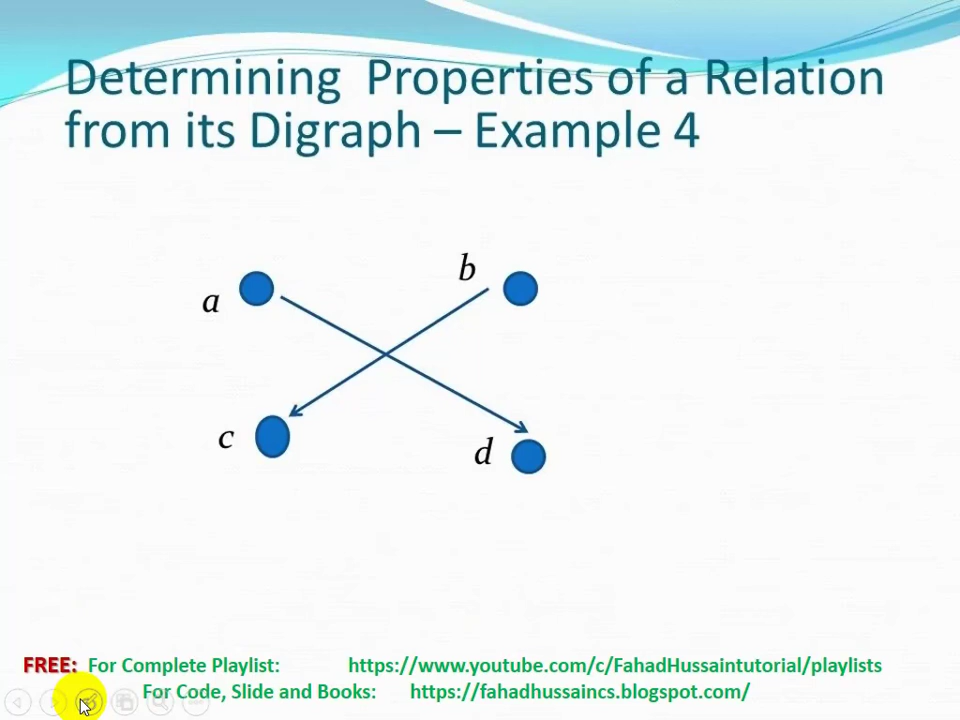 Determining Properties of a Relation
from its Digraph – Example 4
b
a
c
d
FREE: For Complete Playlist: https://www.youtube.com/c/FahadHussaintutorial/playlists
For Code, Slide and Books: https://fahadhussaincs.blogspot.com/